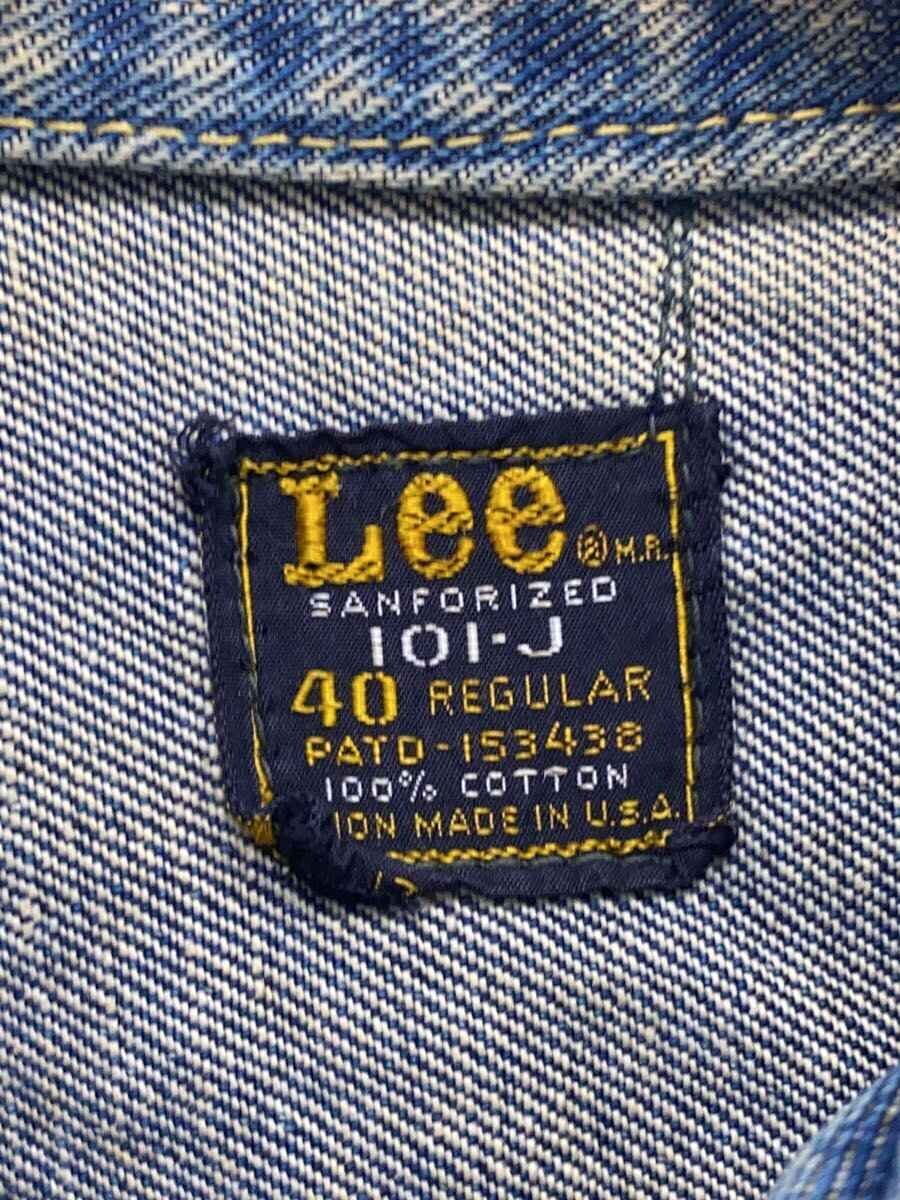 Lee ® M.R.
SANFORIZED
101-J
40 REGULAR
PATD-153438
100% COTTON
ION MADE IN U.S.A.